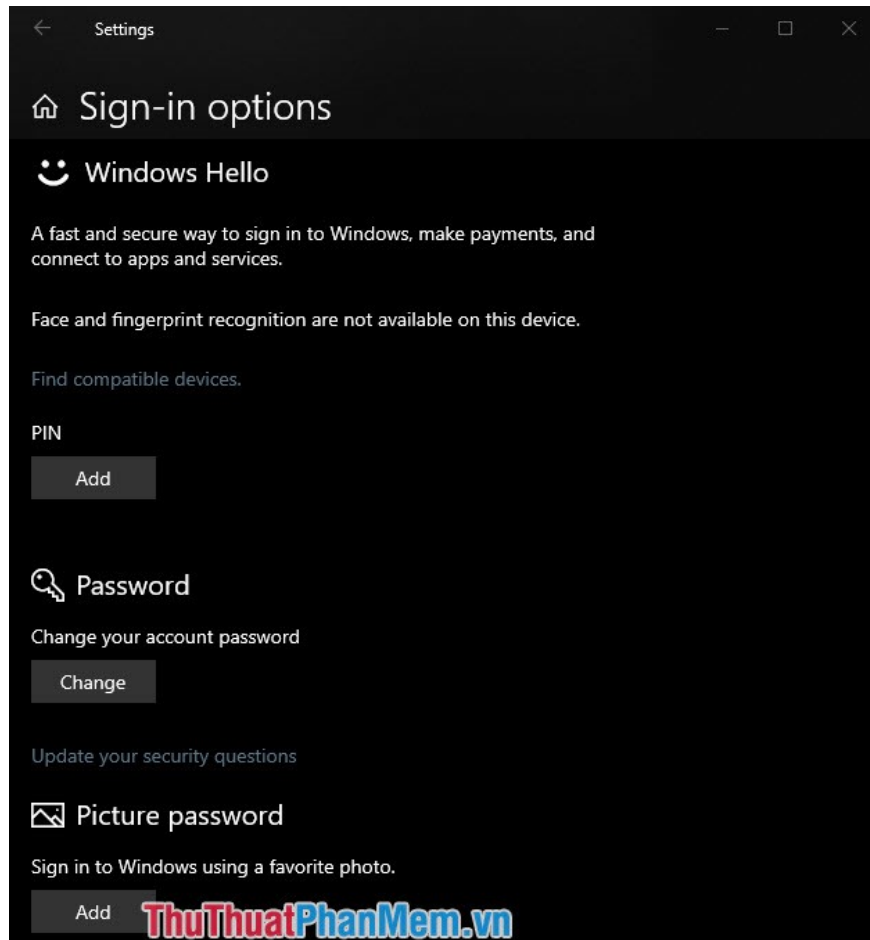 Settings
Sign-in options
Windows Hello
A fast and secure way to sign in to Windows, make payments, and
connect to apps and services.
Face and fingerprint recognition are not available on this device.
Find compatible devices.
PIN
Add
Password
Change your account password
Change
Update your security questions
Picture password
Sign in to Windows using a favorite photo.
Add
ThuThuatPhanMem.vn